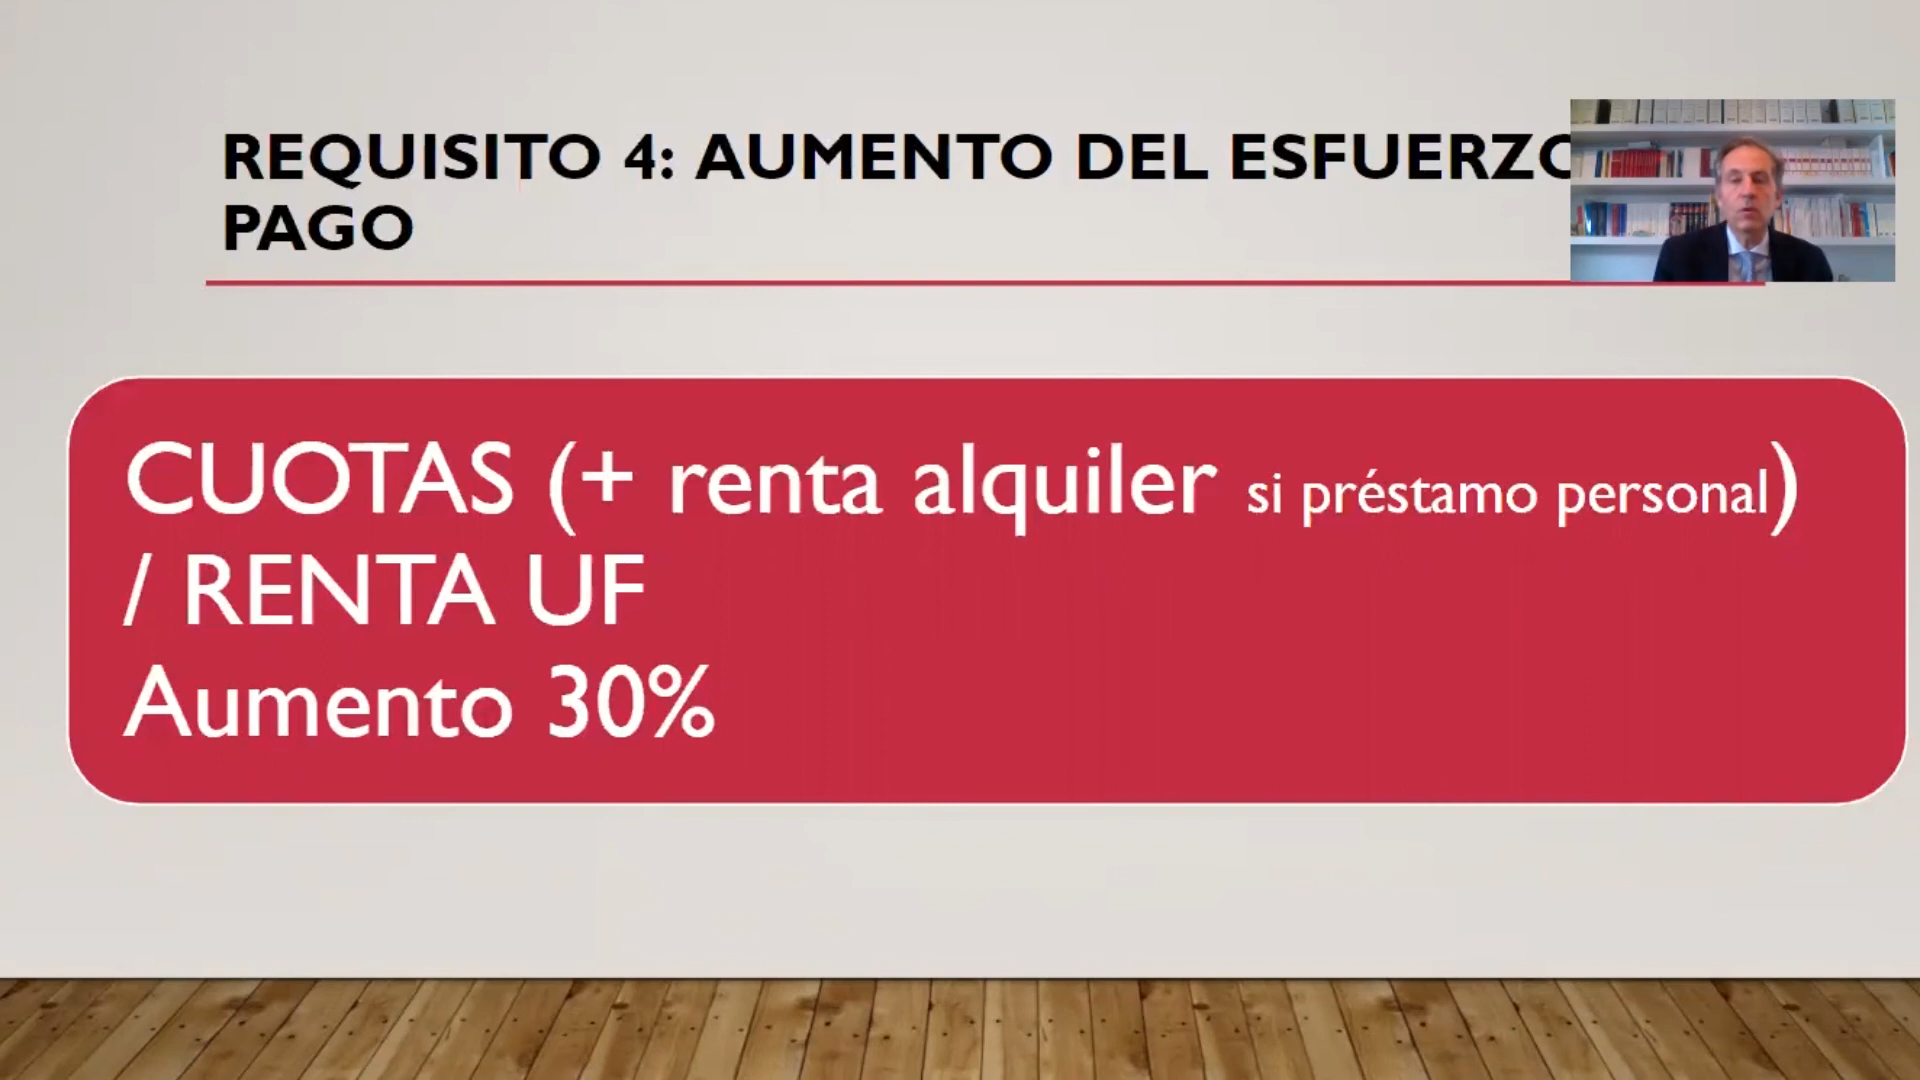 REQUISITO 4: AUMENTO DEL ESFUERZO
PAGO
CUOTAS (+ renta alquiler si préstamo personal)
/ RENTA UF
Aumento 30%